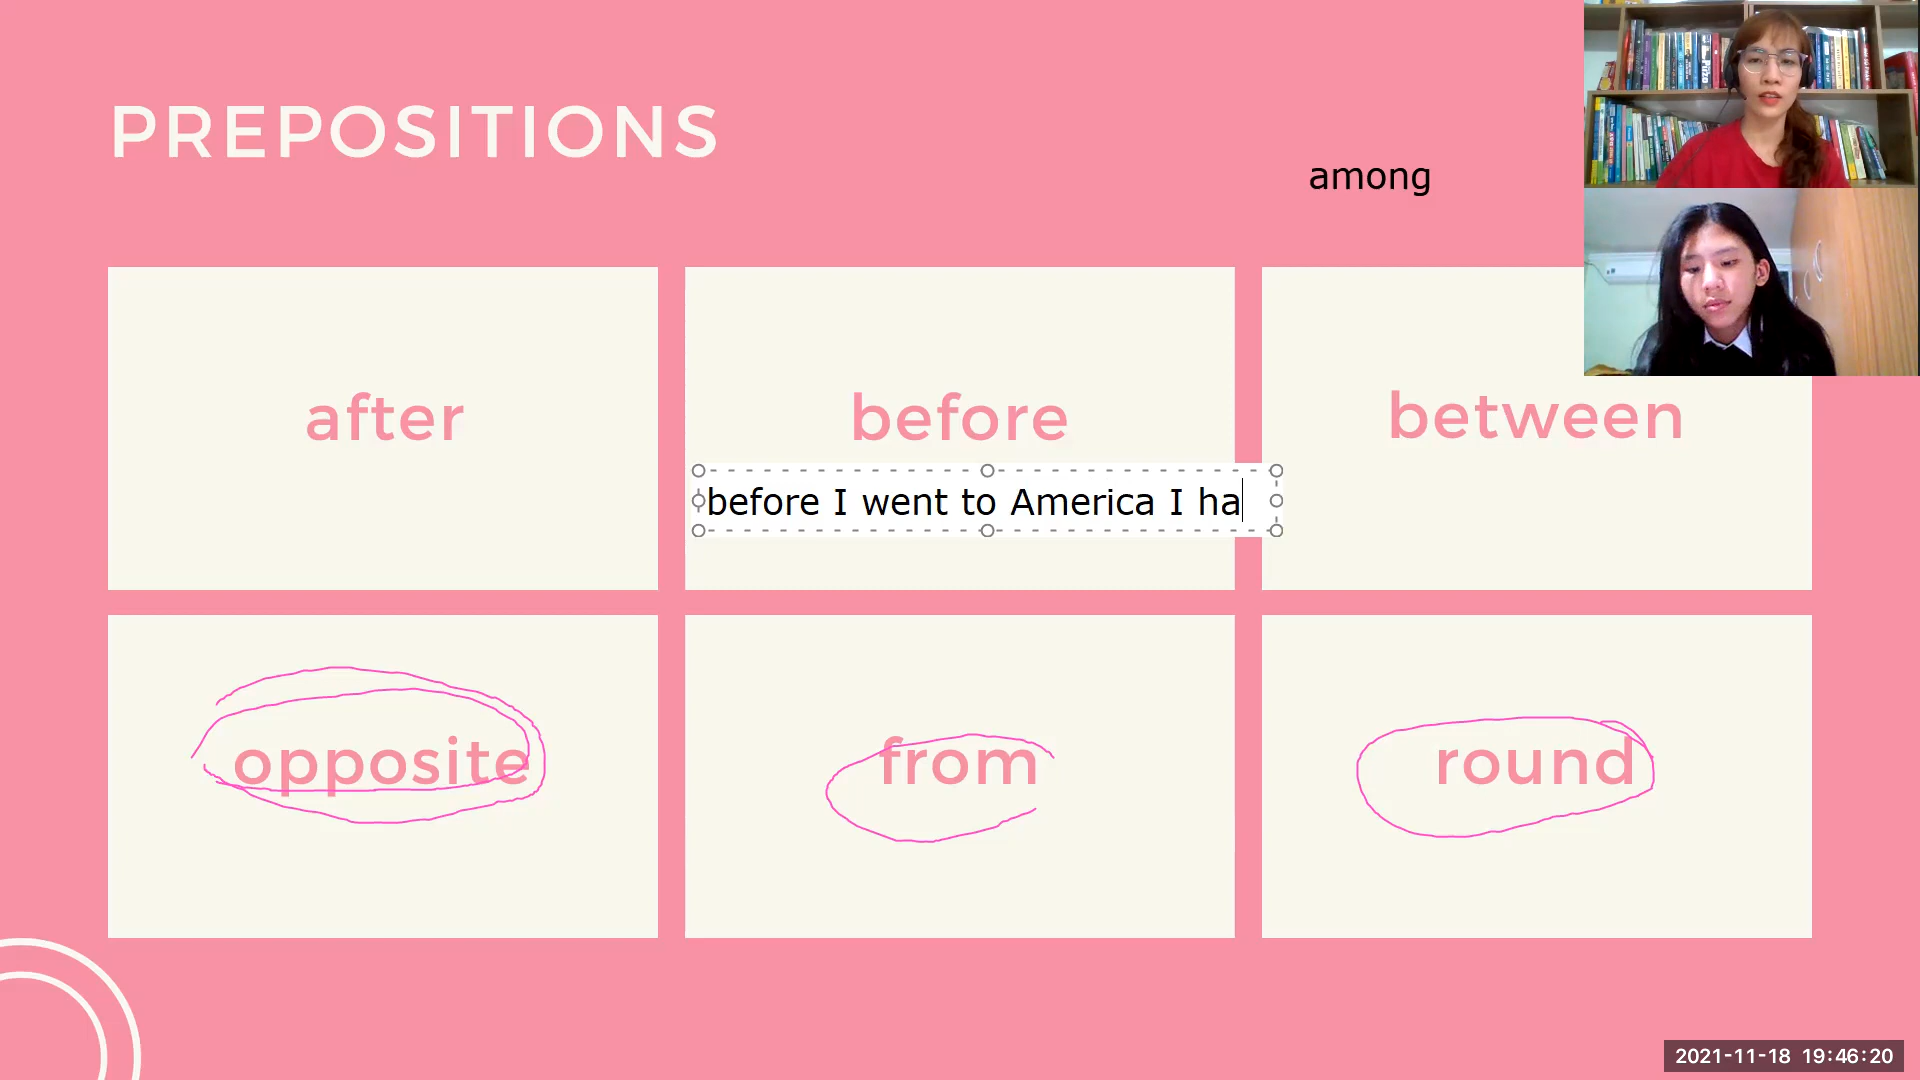 PREPOSITIONS
among
after
before
between
before I went to America I ha
opposite
from
round
2021-11-18 19:46:20